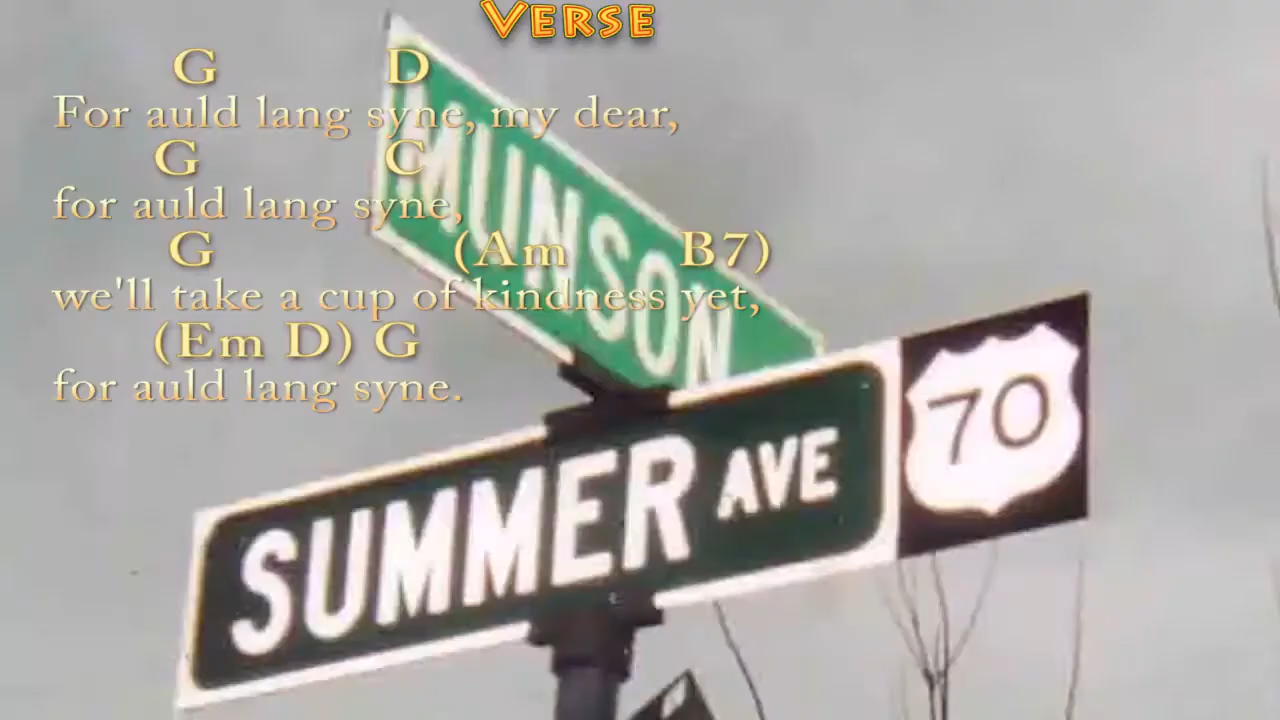 VERSE
G D
For auld lang syne, my dear,
G C
for auld lang syne,
G (Am B7)
we'll take a cup of kindness yet,
(Em D) G
for auld lang syne.
MUNSON
SUMMER AVE
70